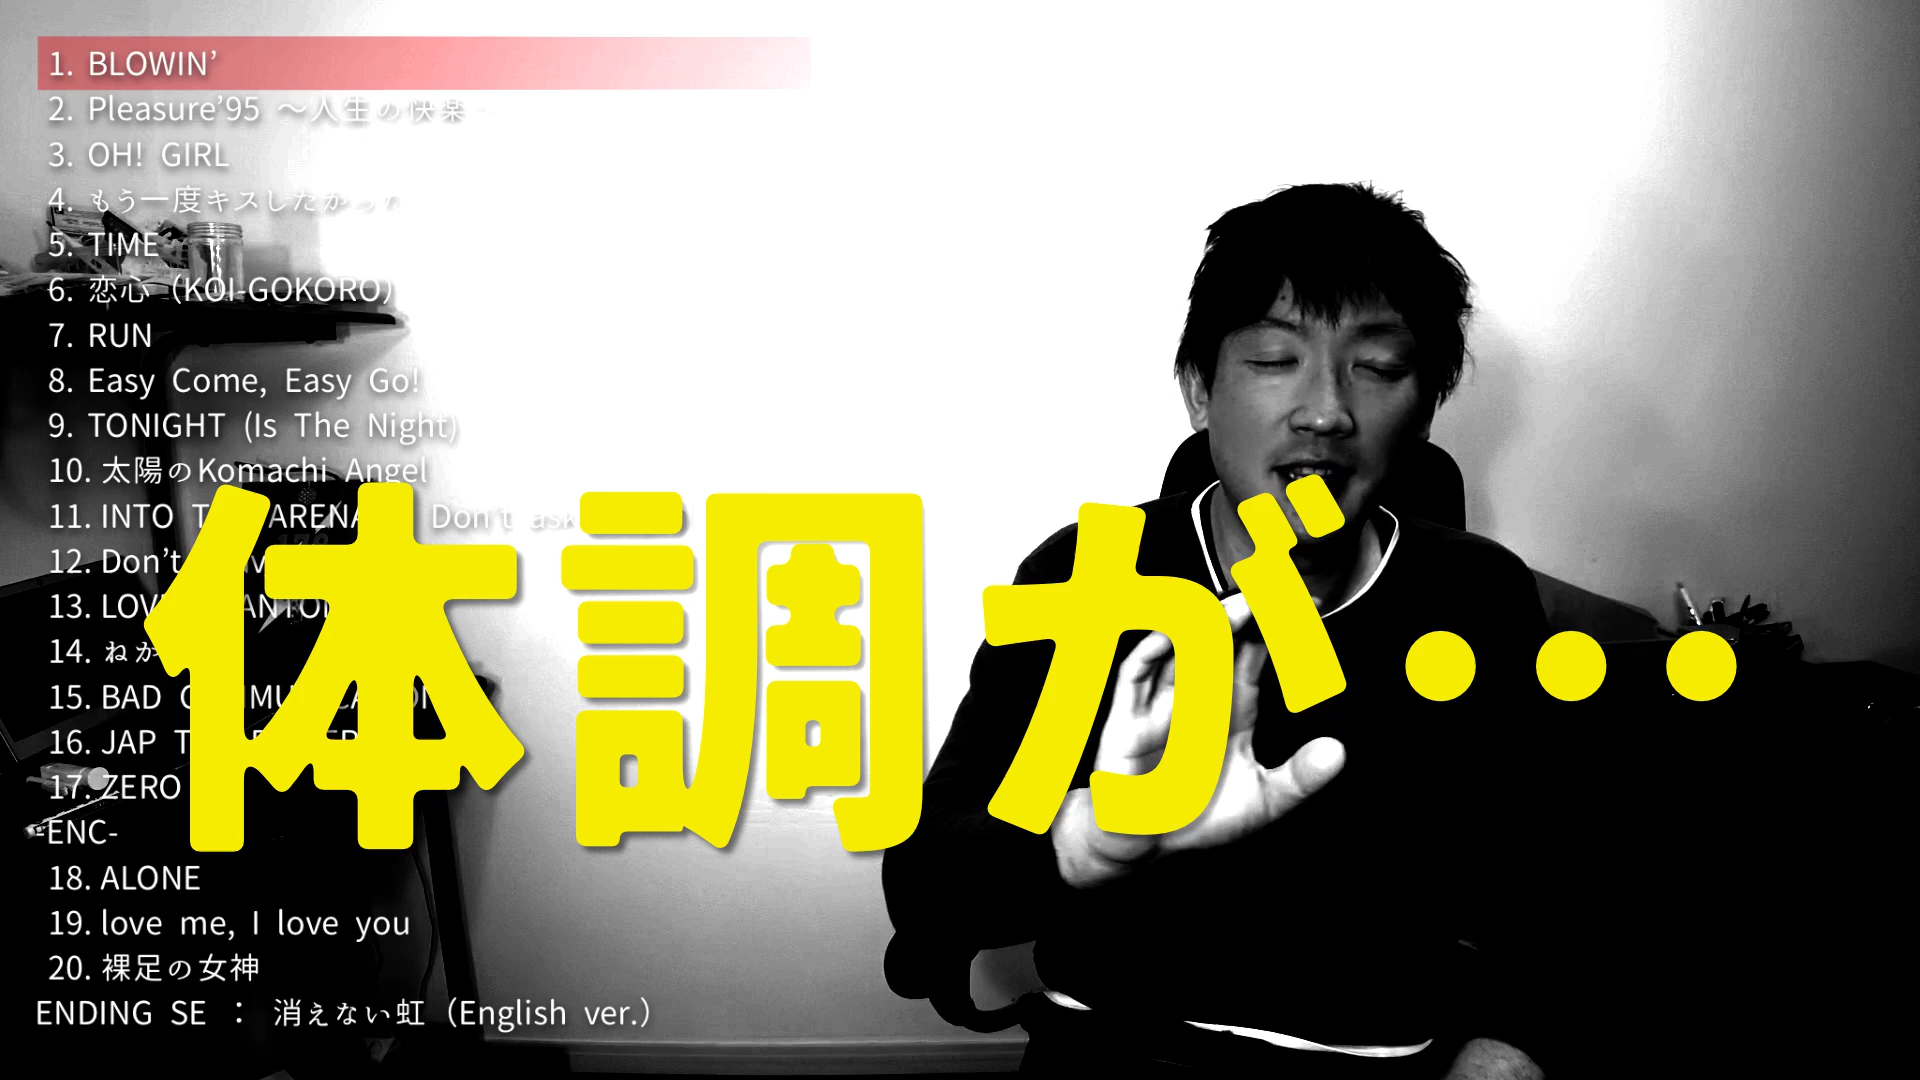 1. BLOWIN’
2. Pleasure’95 ～人生の快楽～
3. OH! GIRL
4. もう一度キスしたかった
5. TIME
6. 恋心（KOI-GOKORO）
7. RUN
8. Easy Come, Easy Go!
9. TONIGHT (Is The Night)
10. 太陽のKomachi Angel
11. INTO ARENA Don’t ask
12. Don’t
13.
14.
15. BAD
16. JAP
17. ZERO
-ENC-
18. ALONE
19. love me, I love you
20. 裸足の女神
ENDING SE ： 消えない虹（English ver.）
体調が・・・